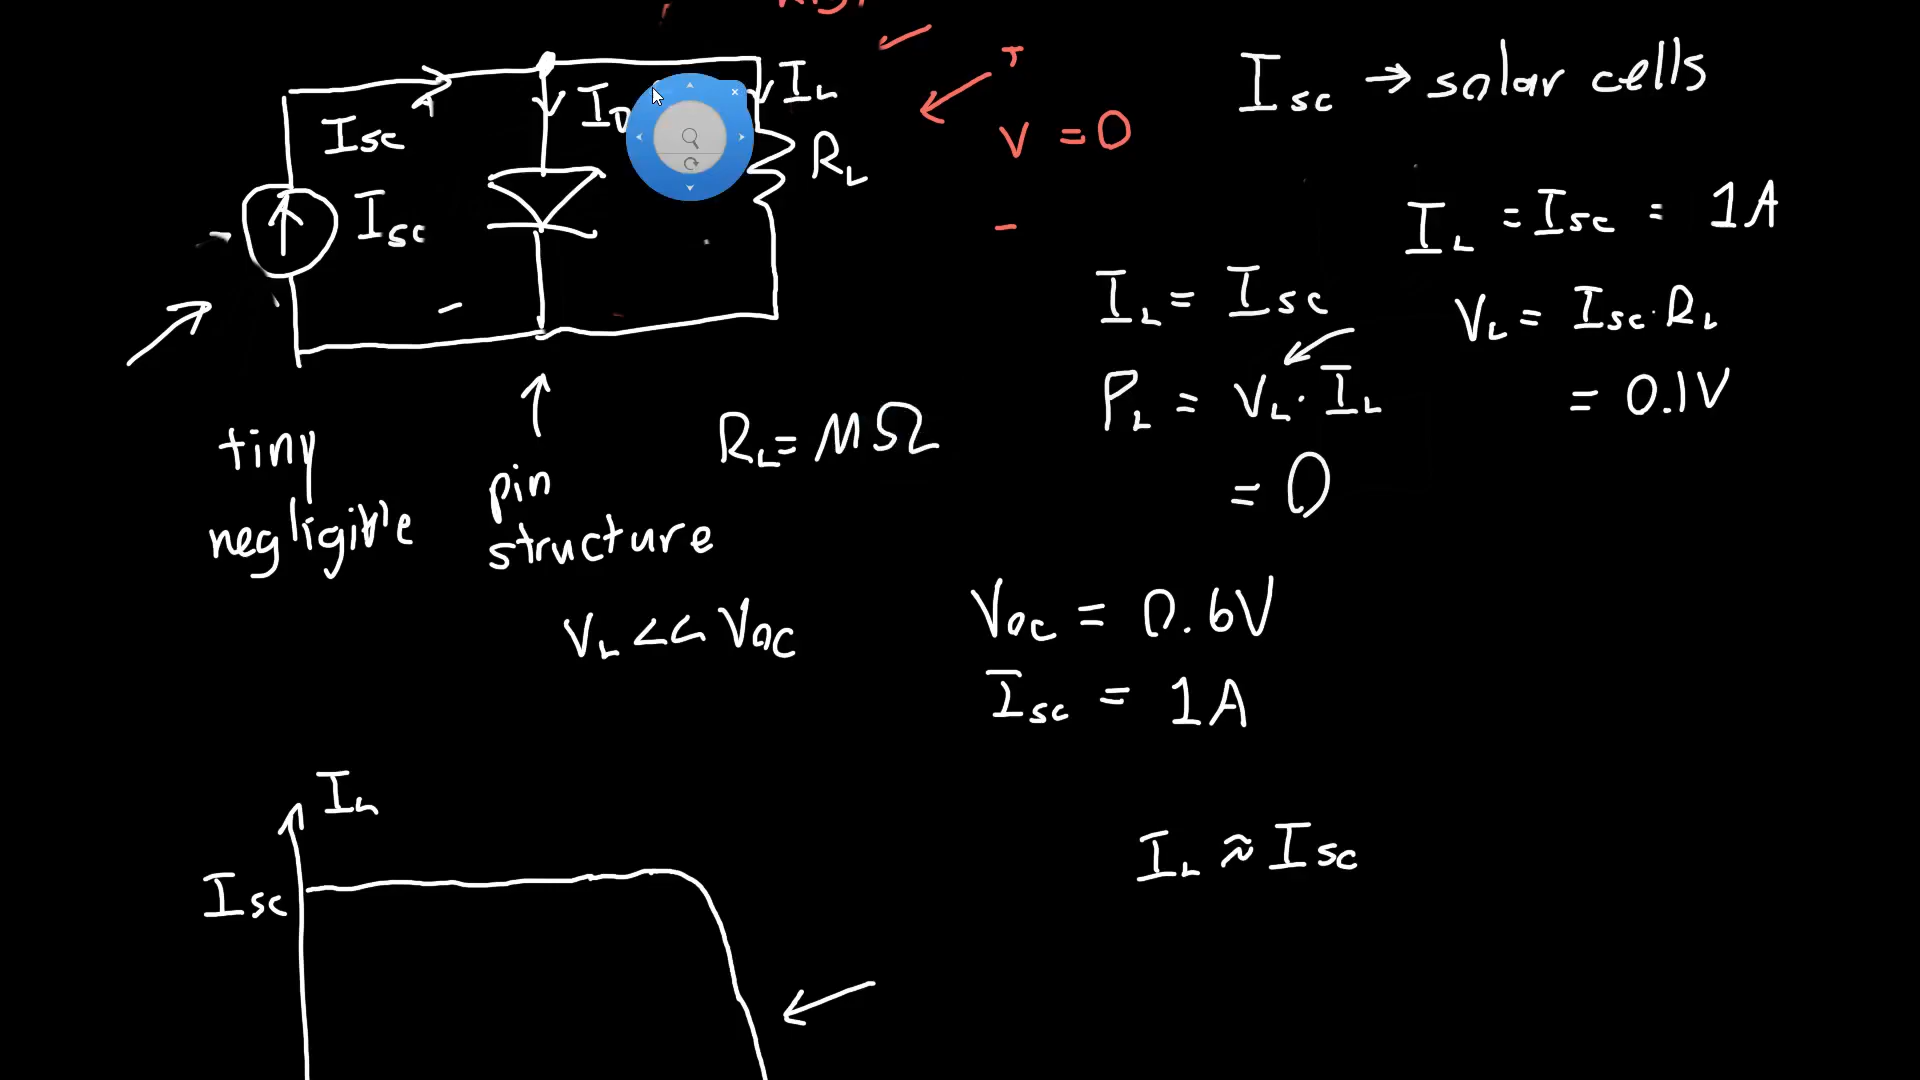 Isc → solar cells
Isc
ID
IL
RL
Isc
V = 0
IL = Isc = 1A
IL = Isc
VL = Isc · RL
= 0.1V
PL = VL · IL
= 0
RL = MΩ
tiny
negligible
pin
structure
VL << Voc
Voc = 0.6V
Isc = 1A
IL
Isc
IL ≈ Isc